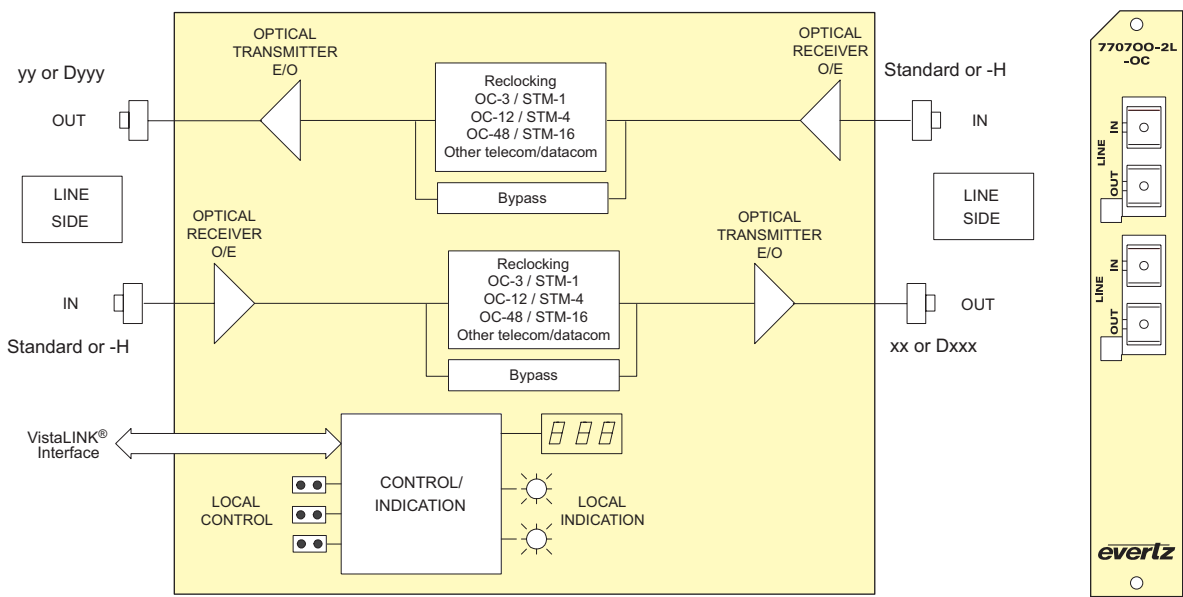 OPTICAL
TRANSMITTER
E/O
OPTICAL
RECEIVER
O/E
yy or Dyyy
OUT
Reclocking
OC-3 / STM-1
OC-12 / STM-4
OC-48 / STM-16
Other telecom/datacom
Bypass
Standard or -H
IN
LINE
SIDE
LINE
SIDE
OPTICAL
RECEIVER
O/E
OPTICAL
TRANSMITTER
E/O
IN
Standard or -H
Reclocking
OC-3 / STM-1
OC-12 / STM-4
OC-48 / STM-16
Other telecom/datacom
Bypass
OUT
xx or Dxxx
VistaLINK®
Interface
CONTROL/
INDICATION
888
LOCAL
CONTROL
LOCAL
INDICATION
7707OO-2L
-OC
LINE
IN
OUT
LINE
IN
OUT
evertz